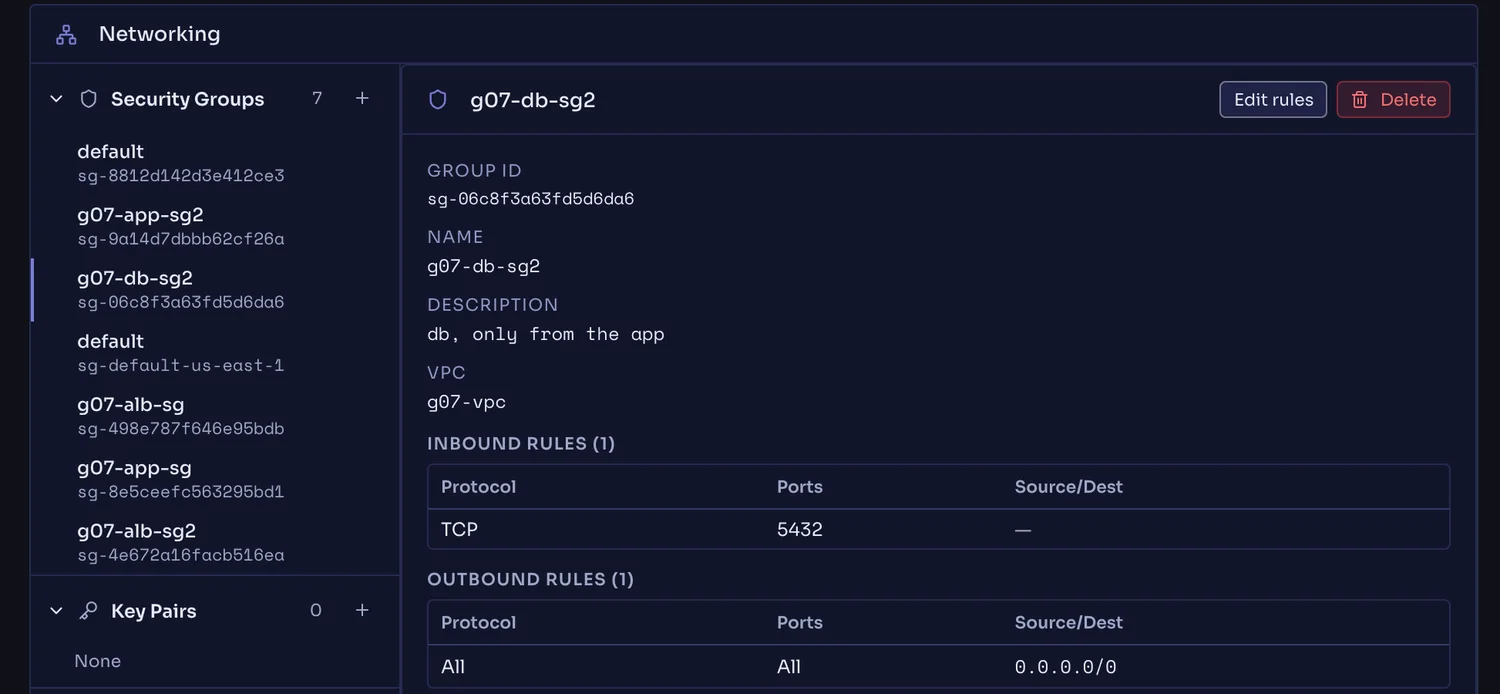 Networking
Security Groups 7 +
default
sg-8812d142d3e412ce3
g07-app-sg2
sg-9a14d7dbbb62cf26a
g07-db-sg2
sg-06c8f3a63fd5d6da6
default
sg-default-us-east-1
g07-alb-sg
sg-498e787f646e95bdb
g07-app-sg
sg-8e5ceefc563295bd1
g07-alb-sg2
sg-4e672a16facb516ea
Key Pairs 0 +
None
g07-db-sg2 Edit rules Delete
GROUP ID
sg-06c8f3a63fd5d6da6
NAME
g07-db-sg2
DESCRIPTION
db, only from the app
VPC
g07-vpc
INBOUND RULES (1)
Protocol Ports Source/Dest
TCP 5432 —
OUTBOUND RULES (1)
Protocol Ports Source/Dest
All All 0.0.0.0/0